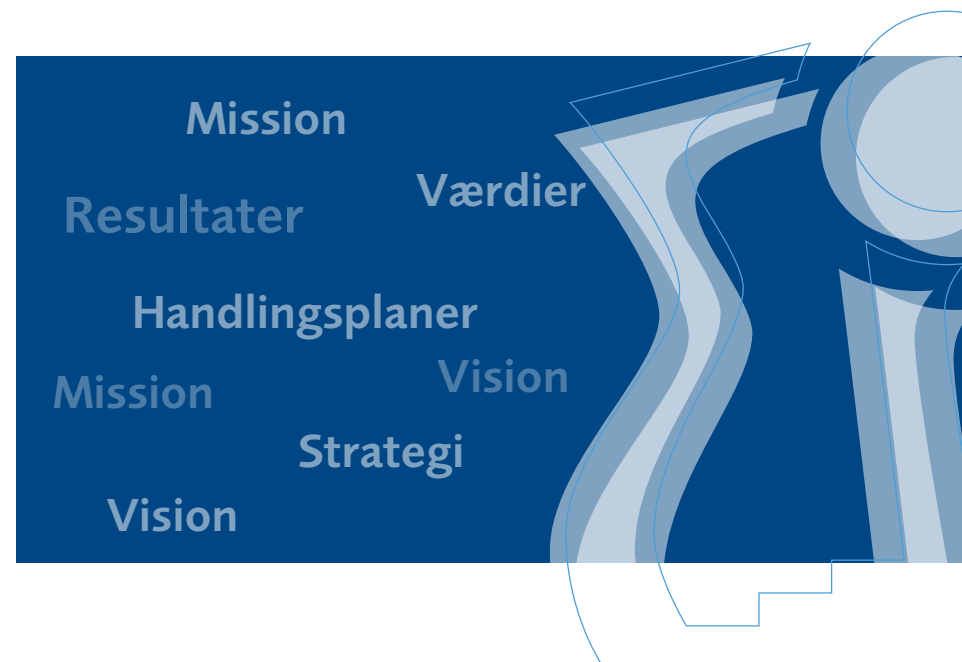 Mission
Værdier
Resultater
Handlingsplaner
Vision
Mission
Strategi
Vision